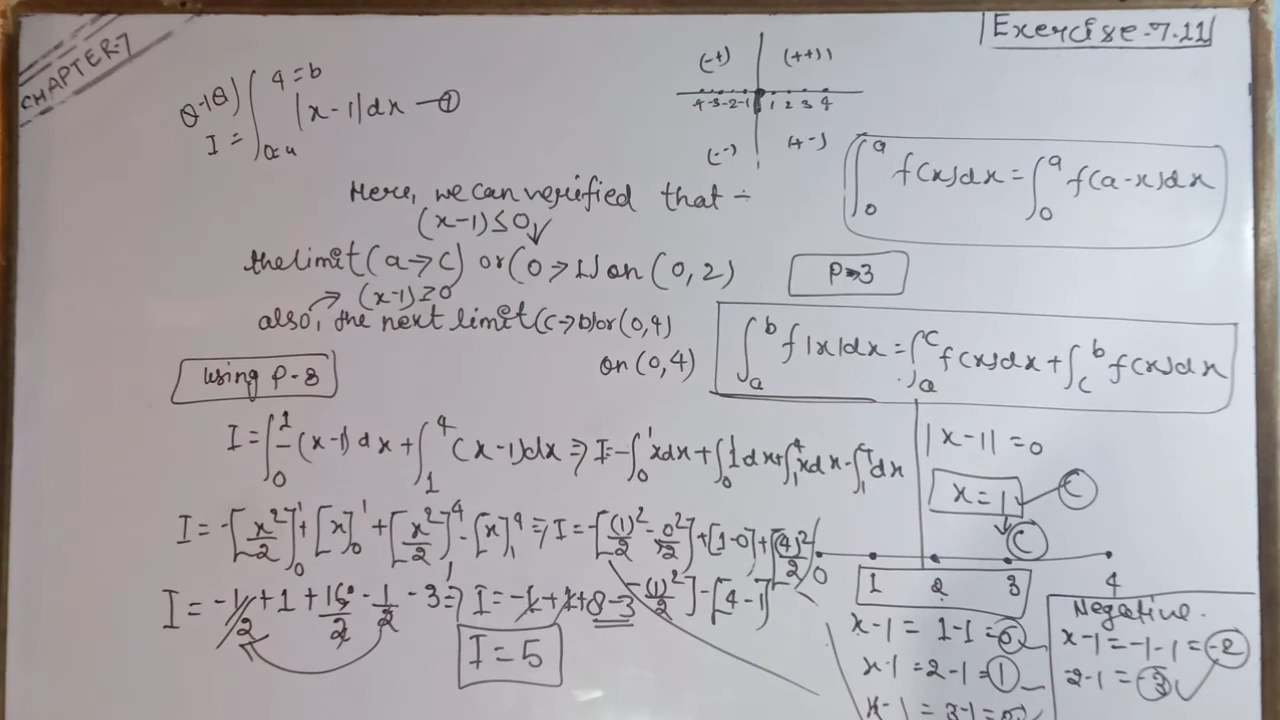 CHAPTER-7
Exercise-7.11
Q-18) I = ∫ 4=b |x-1|dx —①
(-+) (++)
-4 -3 -2 -1 1 2 3 4
(--) (+-)
∫₀ᵃ f(x)dx = ∫₀ᵃ f(a-x)dx
Here, we can verified that ÷
(x-1)≤0
the limit (a→c) or (0→1) on (0,2)
P⇒3
→ (x-1)≥0
also, the next limit (c→b) or (0,4)
on (0,4)
∫ₐᵇ f|x|dx = ∫ₐᶜ f(x)dx + ∫_cᵇ f(x)dx
Using P-8
I = ∫₀¹ -(x-1)dx + ∫₁⁴ (x-1)dx ⇒ I = -∫₀¹ xdx + ∫₀¹ 1dx + ∫₁⁴ xdx - ∫₁⁴ dx
|x-1| = 0
x = 1 C
C
I = -[x²/2]₀¹ + [x]₀¹ + [x²/2]₁⁴ - [x]₁⁴ ⇒ I = -[(1)²/2 - 0²/2] + [1-0] + [(4)²/2
- (1)²/2] - [4-1]
0 1 2 3 4
I = -1/2 + 1 + 16/2 - 1/2 - 3 ⇒ I = -1 + 1 + 8 - 3
I = 5
x-1 = 1-1 = 0
x-1 = 2-1 = 1
x-1 = 3-1 = 2
Negative.
x-1 = -1-1 = -2
-2-1 = -3